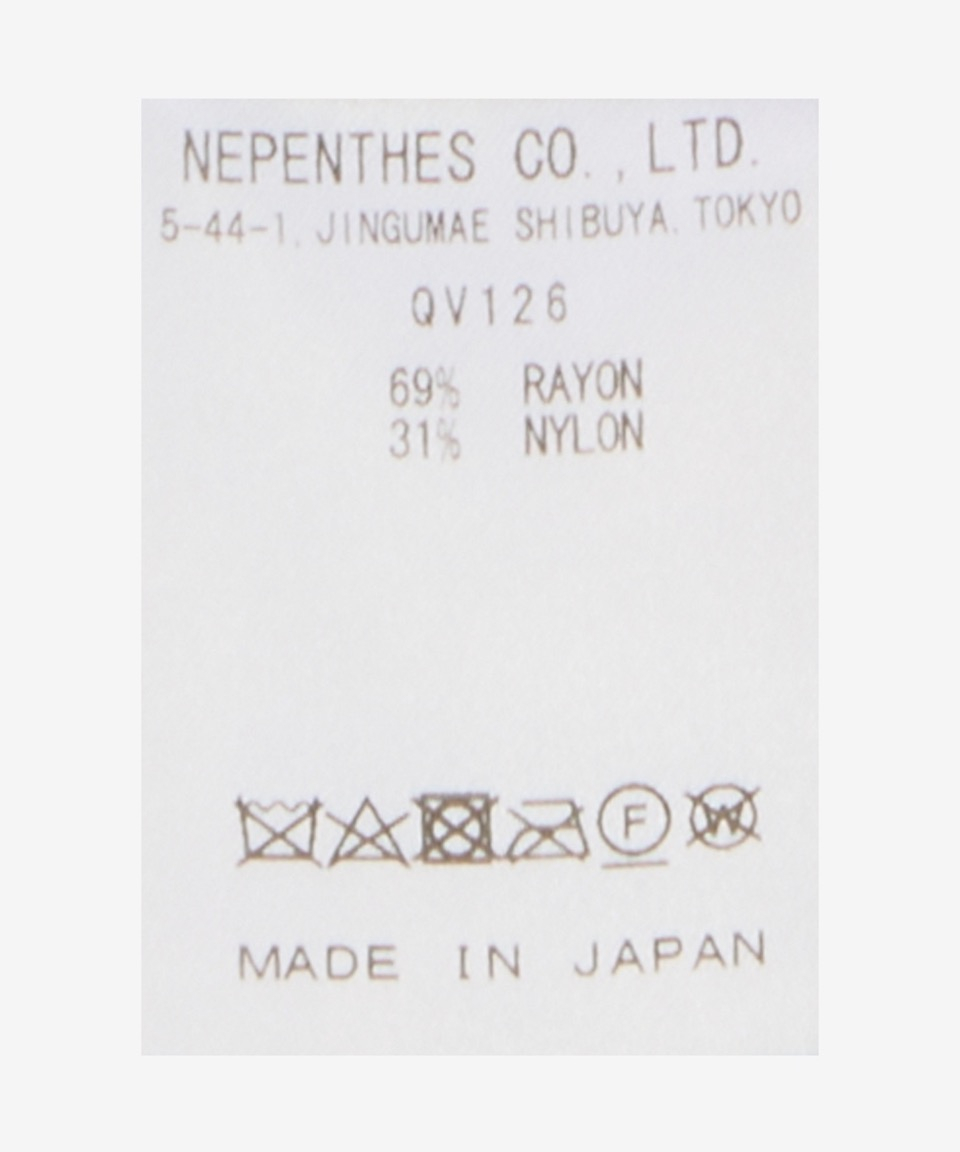 NEPENTHES CO., LTD.
5-44-1, JINGUMAE SHIBUYA, TOKYO
QV126
69% RAYON
31% NYLON
F W
MADE IN JAPAN